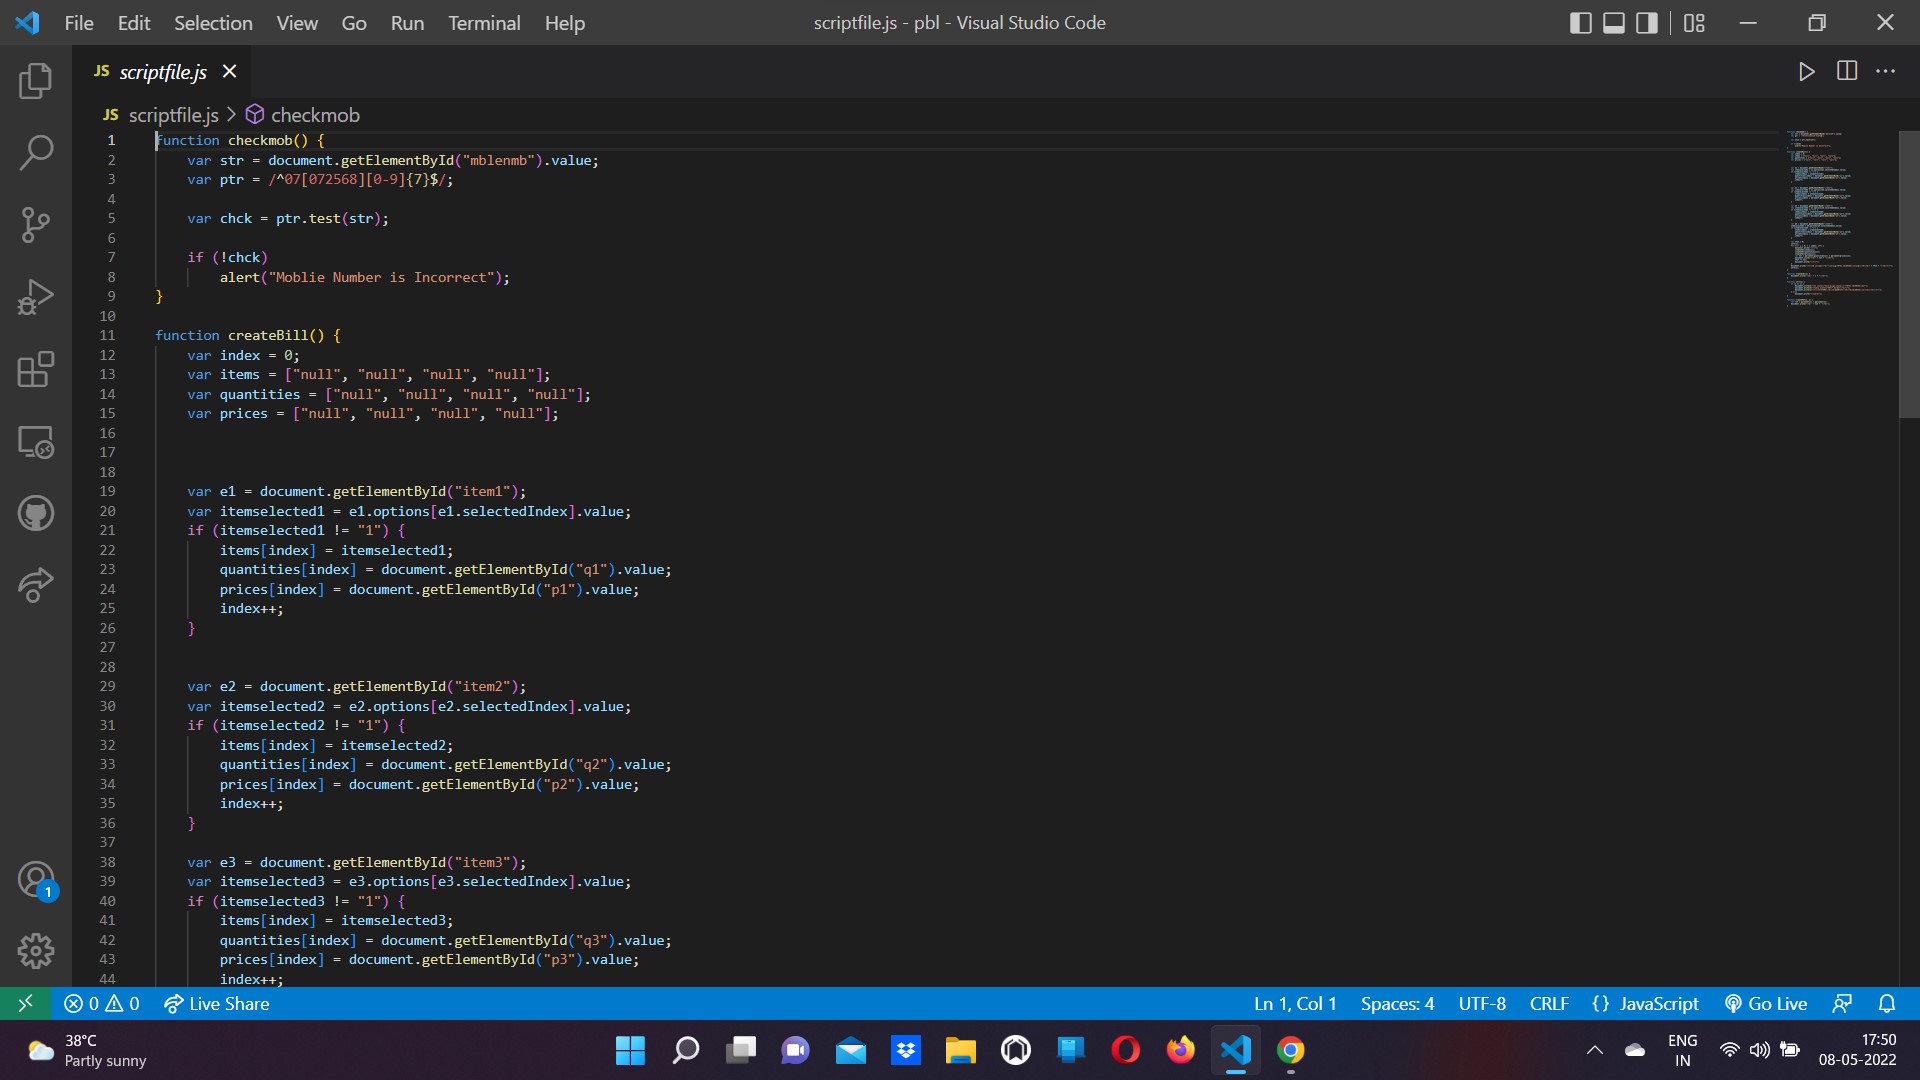 File Edit Selection View Go Run Terminal Help
scriptfile.js - pbl - Visual Studio Code
JS scriptfile.js
JS scriptfile.js > checkmob
1 function checkmob() {
2 var str = document.getElementById("mblenmb").value;
3 var ptr = /^07[072568][0-9]{7}$/;
4
5 var chck = ptr.test(str);
6
7 if (!chck)
8 alert("Moblie Number is Incorrect");
9 }
10
11 function createBill() {
12 var index = 0;
13 var items = ["null", "null", "null", "null"];
14 var quantities = ["null", "null", "null", "null"];
15 var prices = ["null", "null", "null", "null"];
16
17
18
19 var e1 = document.getElementById("item1");
20 var itemselected1 = e1.options[e1.selectedIndex].value;
21 if (itemselected1 != "1") {
22 items[index] = itemselected1;
23 quantities[index] = document.getElementById("q1").value;
24 prices[index] = document.getElementById("p1").value;
25 index++;
26 }
27
28
29 var e2 = document.getElementById("item2");
30 var itemselected2 = e2.options[e2.selectedIndex].value;
31 if (itemselected2 != "1") {
32 items[index] = itemselected2;
33 quantities[index] = document.getElementById("q2").value;
34 prices[index] = document.getElementById("p2").value;
35 index++;
36 }
37
38 var e3 = document.getElementById("item3");
39 var itemselected3 = e3.options[e3.selectedIndex].value;
40 if (itemselected3 != "1") {
41 items[index] = itemselected3;
42 quantities[index] = document.getElementById("q3").value;
43 prices[index] = document.getElementById("p3").value;
44 index++;
1
0 0 Live Share
Ln 1, Col 1 Spaces: 4 UTF-8 CRLF {} JavaScript Go Live
38°C
Partly sunny
ENG
IN
17:50
08-05-2022